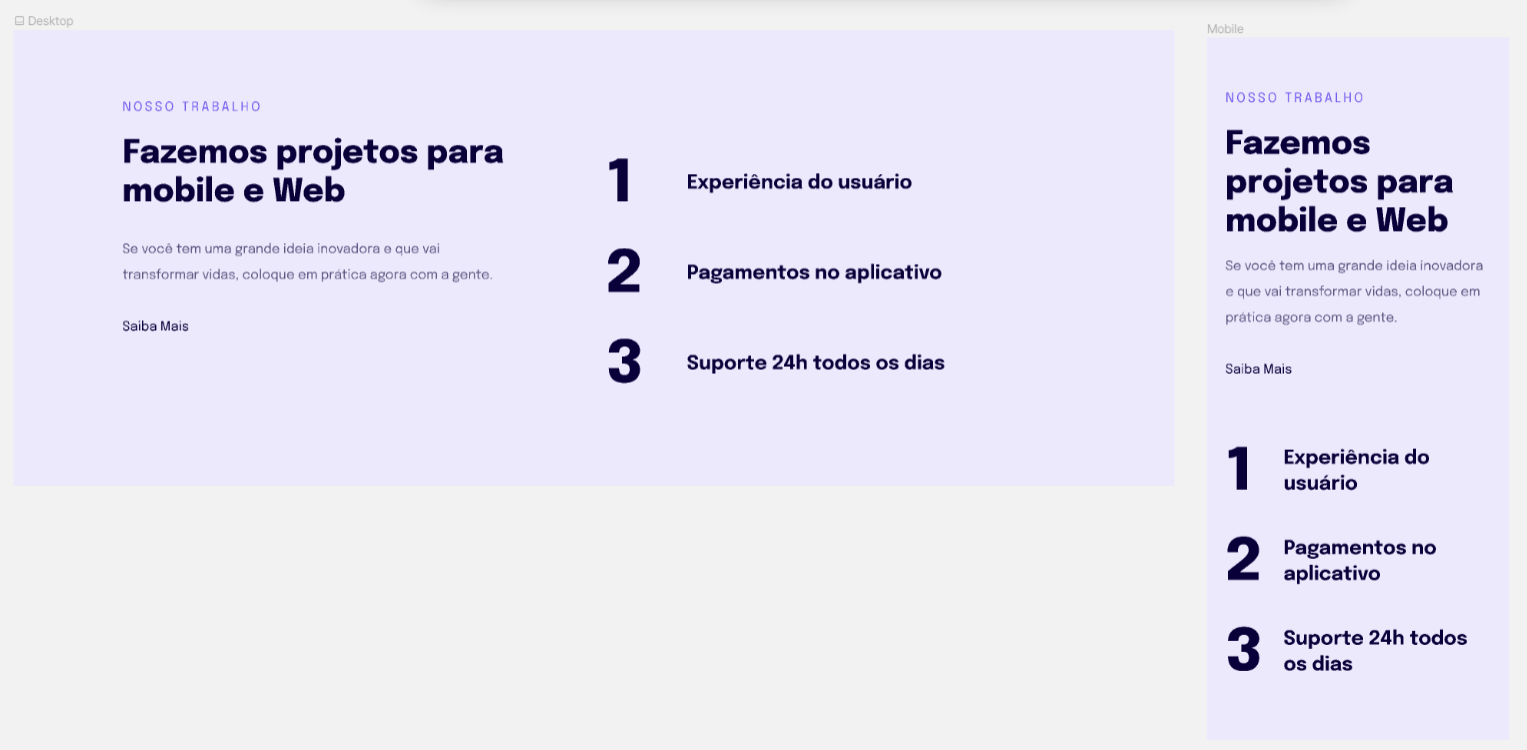 Desktop
NOSSO TRABALHO
Fazemos projetos para
mobile e Web
Se você tem uma grande ideia inovadora e que vai
transformar vidas, coloque em prática agora com a gente.
Saiba Mais
1
Experiência do usuário
2
Pagamentos no aplicativo
3
Suporte 24h todos os dias
Mobile
NOSSO TRABALHO
Fazemos
projetos para
mobile e Web
Se você tem uma grande ideia inovadora
e que vai transformar vidas, coloque em
prática agora com a gente.
Saiba Mais
1
Experiência do
usuário
2
Pagamentos no
aplicativo
3
Suporte 24h todos
os dias